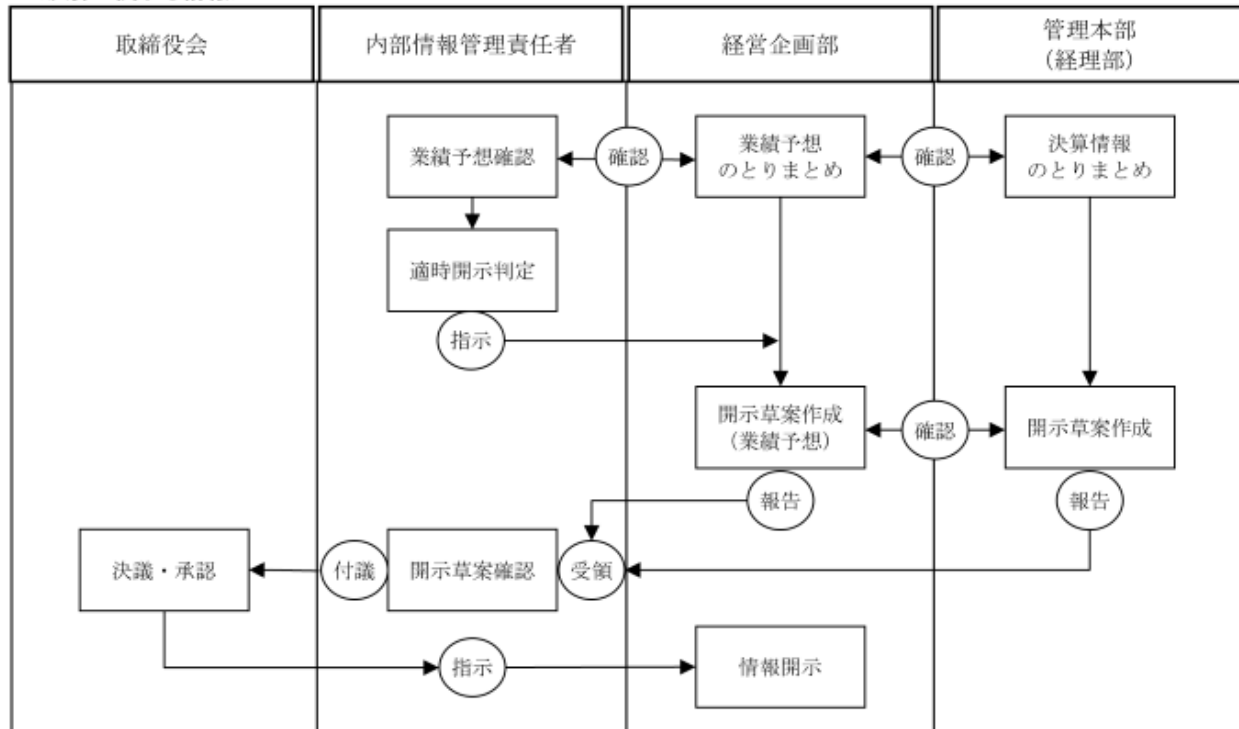 取締役会
内部情報管理責任者
経営企画部
管理本部
（経理部）
業績予想確認
確認
業績予想
のとりまとめ
確認
決算情報
のとりまとめ
適時開示判定
指示
開示草案作成
（業績予想）
確認
開示草案作成
報告
報告
決議・承認
付議
開示草案確認
受領
指示
情報開示